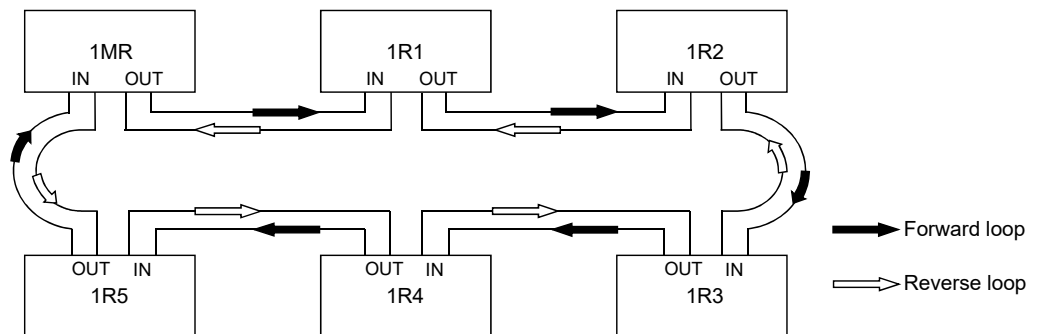 1MR
IN OUT
1R1
IN OUT
1R2
IN OUT
OUT IN
1R5
OUT IN
1R4
OUT IN
1R3
Forward loop
Reverse loop